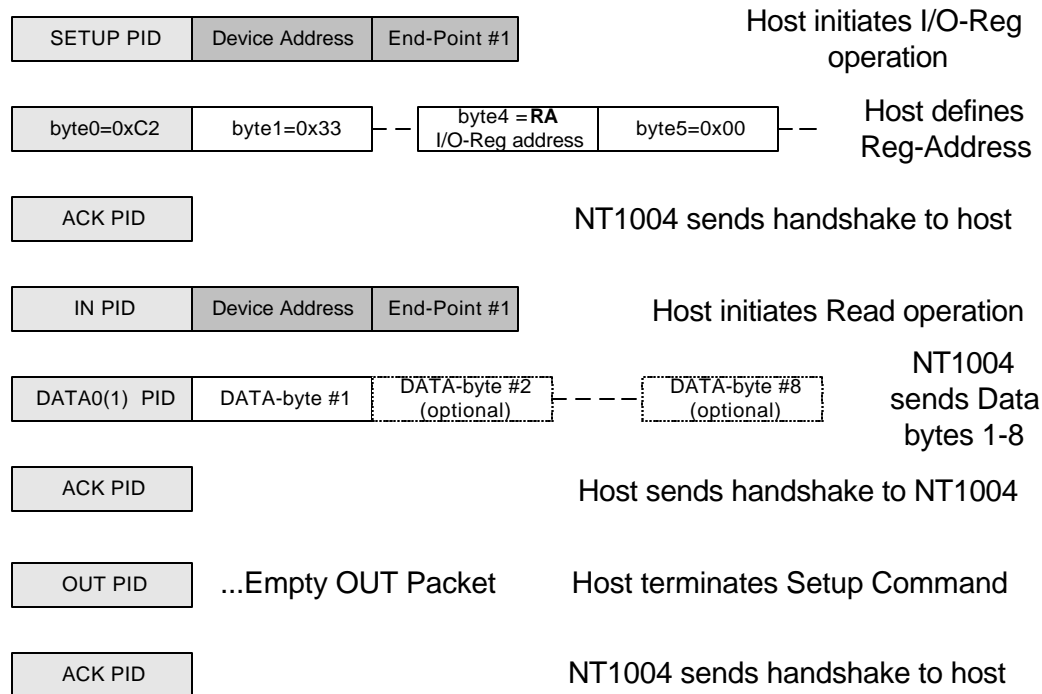 SETUP PID Device Address End-Point #1 Host initiates I/O-Reg
operation
byte0=0xC2 byte1=0x33 byte4 = RA
I/O-Reg address byte5=0x00 Host defines
Reg-Address
ACK PID NT1004 sends handshake to host
IN PID Device Address End-Point #1 Host initiates Read operation
DATA0(1) PID DATA-byte #1 DATA-byte #2
(optional) DATA-byte #8
(optional) NT1004
sends Data
bytes 1-8
ACK PID Host sends handshake to NT1004
OUT PID ...Empty OUT Packet Host terminates Setup Command
ACK PID NT1004 sends handshake to host